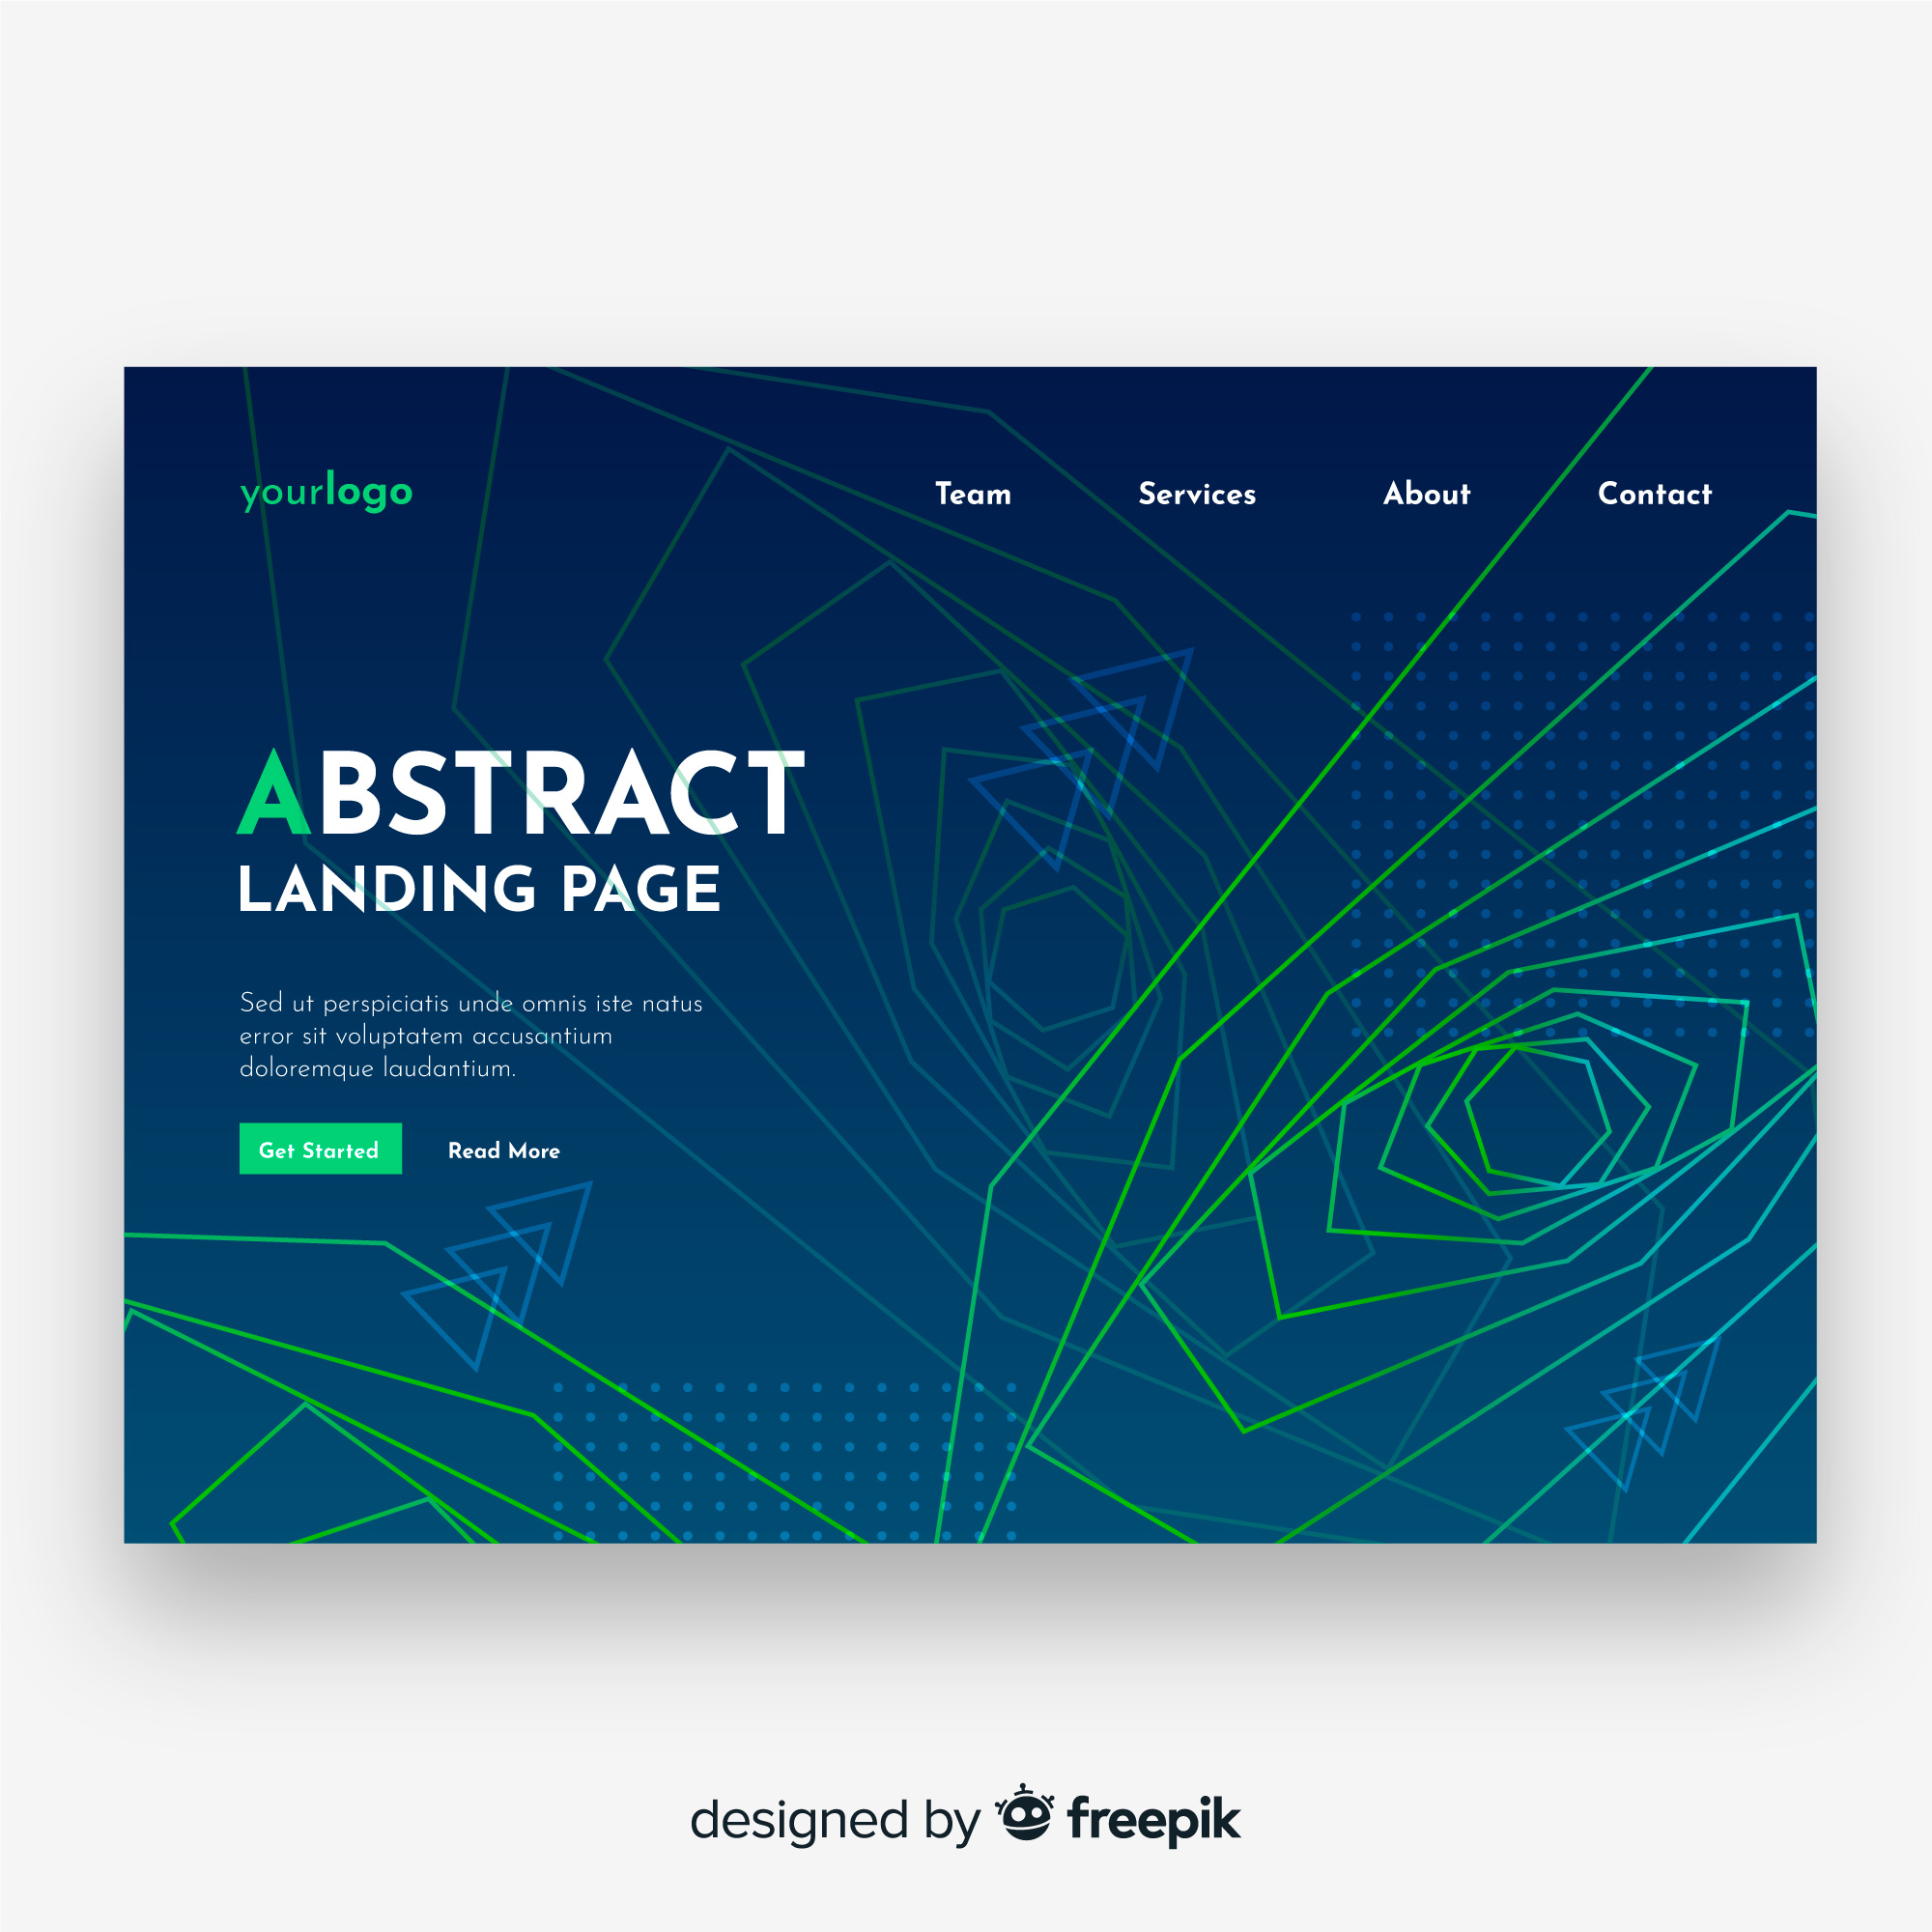 yourlogo
Team Services About Contact
ABSTRACT
LANDING PAGE
Sed ut perspiciatis unde omnis iste natus
error sit voluptatem accusantium
doloremque laudantium.
Get Started Read More
designed by freepik